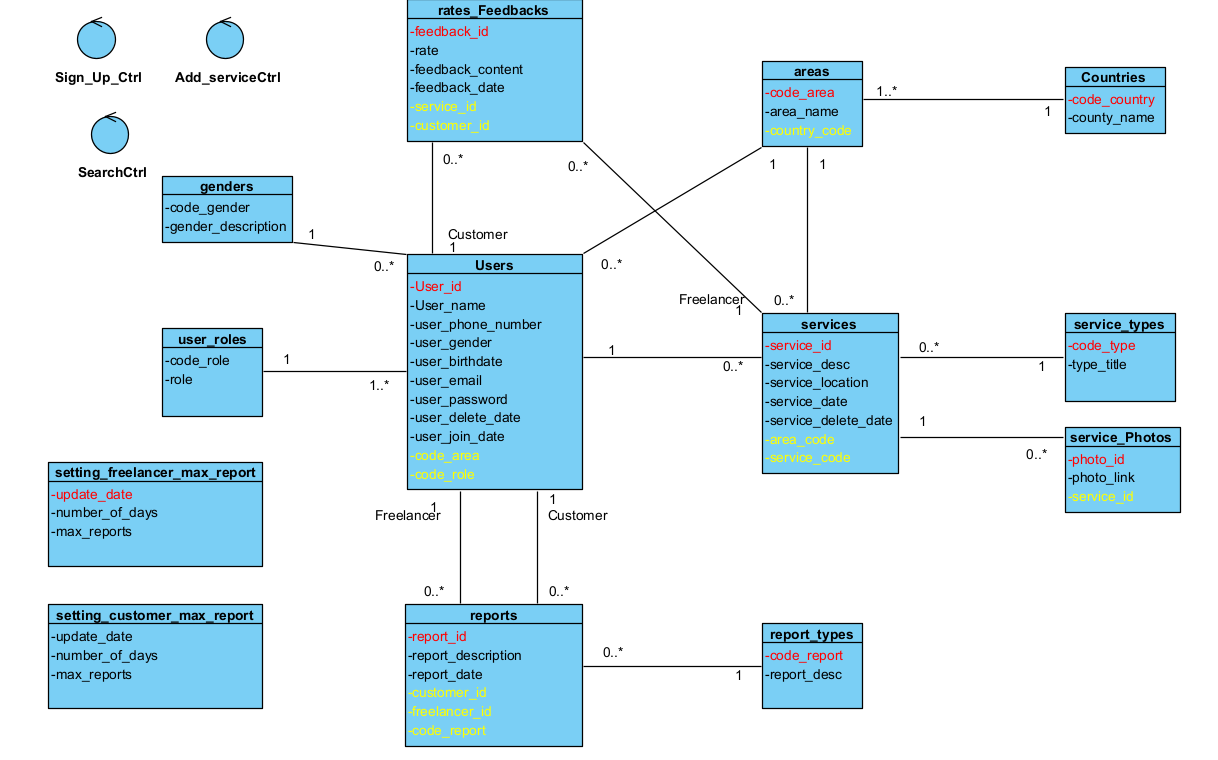 Sign_Up_Ctrl
Add_serviceCtrl
SearchCtrl
rates_Feedbacks
-feedback_id
-rate
-feedback_content
-feedback_date
-service_id
-customer_id
areas
-code_area
-area_name
-country_code
1..*
1
Countries
-code_country
-county_name
0..*
0..*
1
1
genders
-code_gender
-gender_description
1
0..*
Customer
1
0..*
Freelancer
1
0..*
Users
-User_id
-User_name
-user_phone_number
-user_gender
-user_birthdate
-user_email
-user_password
-user_delete_date
-user_join_date
-code_area
-code_role
user_roles
-code_role
-role
1
1..*
1
0..*
services
-service_id
-service_desc
-service_location
-service_date
-service_delete_date
-area_code
-service_code
0..*
1
service_types
-code_type
-type_title
1
0..*
service_Photos
-photo_id
-photo_link
-service_id
setting_freelancer_max_report
-update_date
-number_of_days
-max_reports
1
Freelancer
1
Customer
0..*
0..*
setting_customer_max_report
-update_date
-number_of_days
-max_reports
reports
-report_id
-report_description
-report_date
-customer_id
-freelancer_id
-code_report
0..*
1
report_types
-code_report
-report_desc